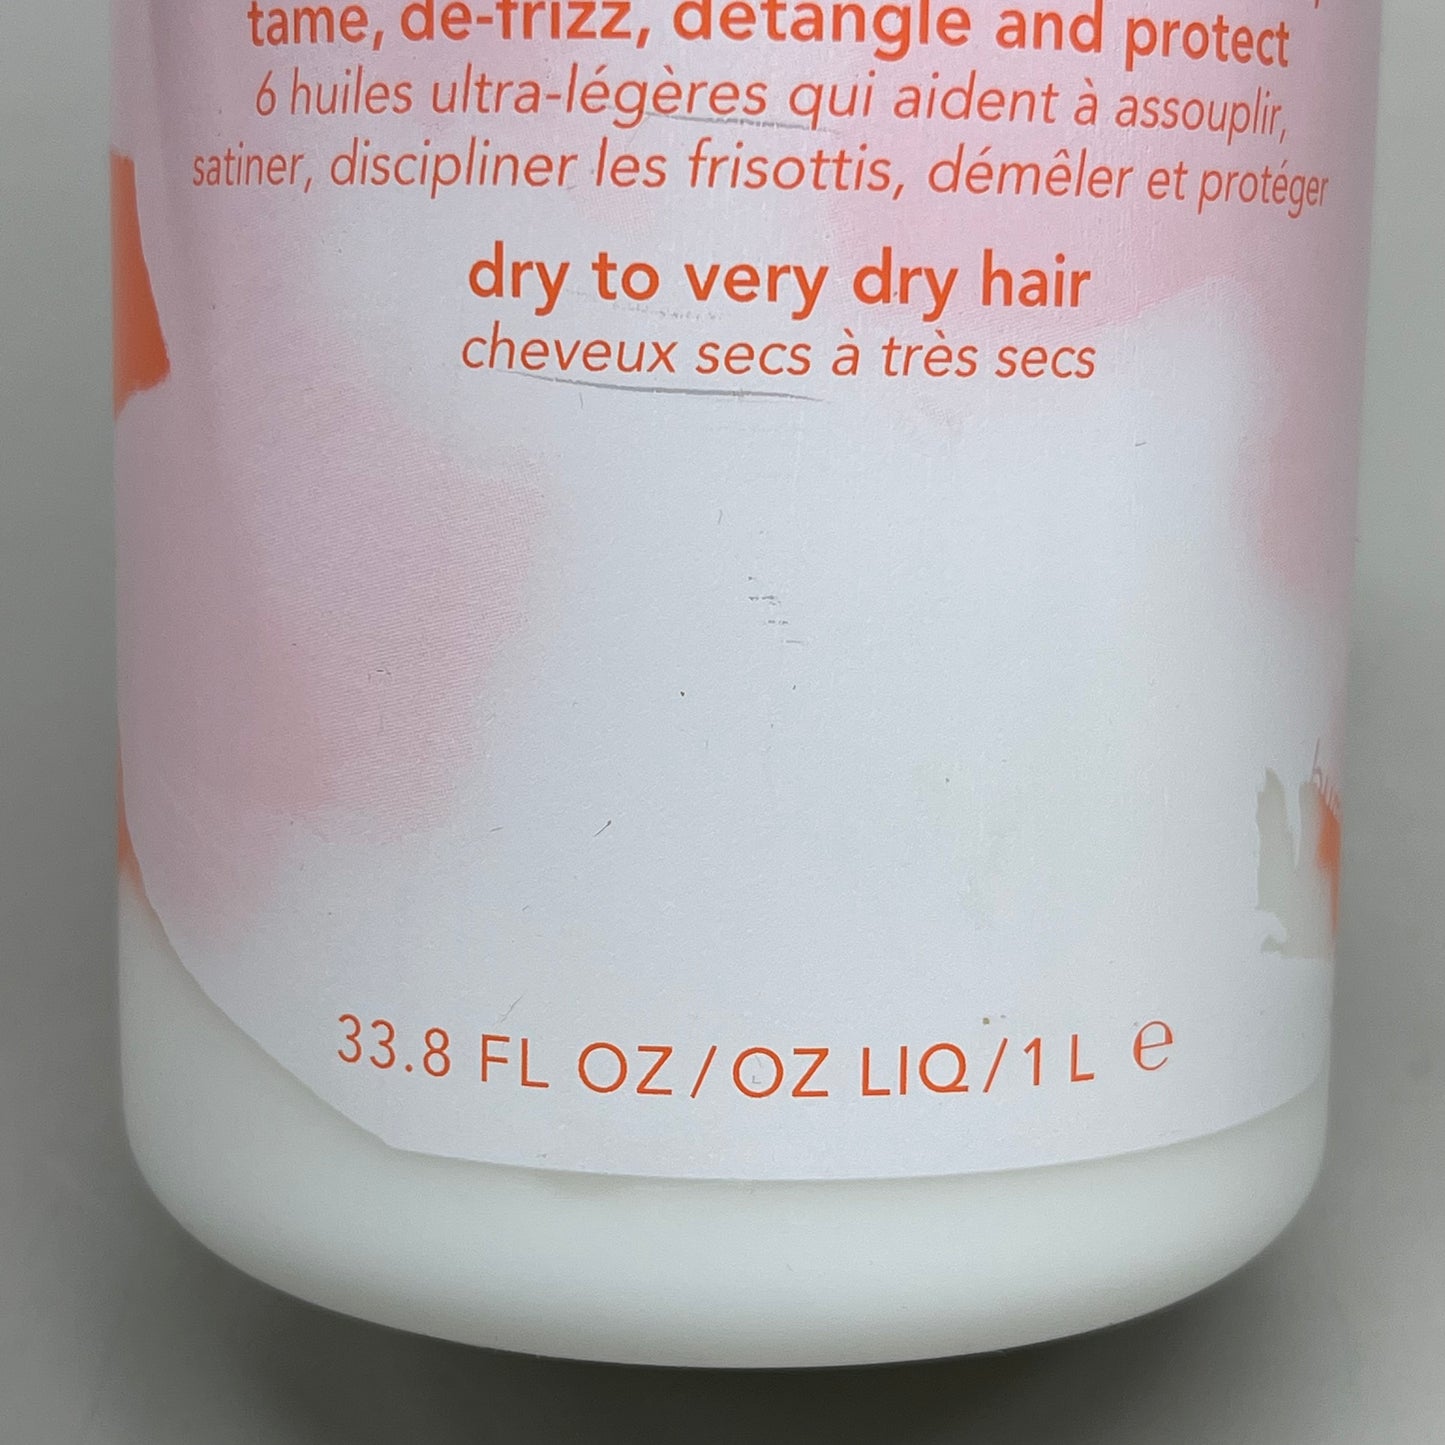 tame, de-frizz, detangle and protect
6 huiles ultra-légères qui aident à assouplir,
satiner, discipliner les frisottis, démêler et protéger
dry to very dry hair
cheveux secs à très secs
33.8 FL OZ/OZ LIQ/1 L e